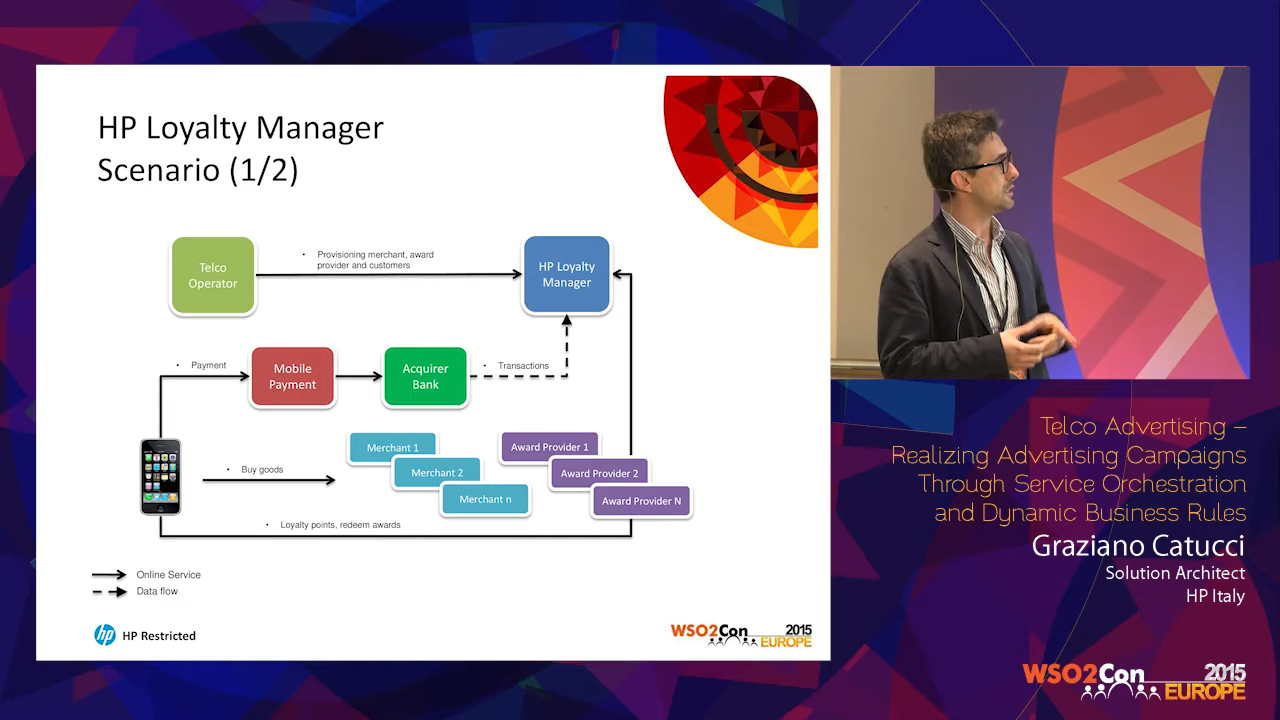 HP Loyalty Manager
Scenario (1/2)
Telco
Operator
• Provisioning merchant, award
provider and customers
HP Loyalty
Manager
• Payment
Mobile
Payment
Acquirer
Bank
• Transactions
Merchant 1
Merchant 2
Merchant n
Award Provider 1
Award Provider 2
Award Provider N
• Buy goods
• Loyalty points, redeem awards
Online Service
Data flow
hp HP Restricted
WSO2Con 2015
EUROPE
Telco Advertising –
Realizing Advertising Campaigns
Through Service Orchestration
and Dynamic Business Rules
Graziano Catucci
Solution Architect
HP Italy
WSO2Con 2015
EUROPE